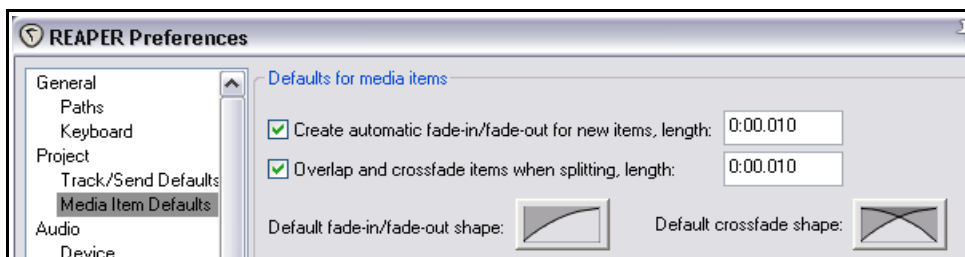 REAPER Preferences
General
Paths
Keyboard
Project
Track/Send Defaults
Media Item Defaults
Audio
Device
Defaults for media items
Create automatic fade-in/fade-out for new items, length: 0:00.010
Overlap and crossfade items when splitting, length: 0:00.010
Default fade-in/fade-out shape: Default crossfade shape: